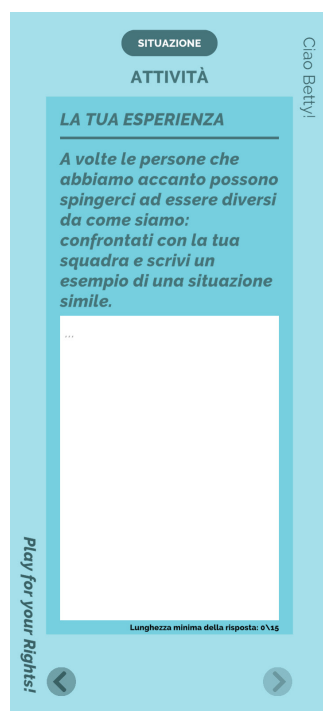 SITUAZIONE
ATTIVITÀ
Ciao Betty!
LA TUA ESPERIENZA
A volte le persone che
abbiamo accanto possono
spingerci ad essere diversi
da come siamo:
confrontati con la tua
squadra e scrivi un
esempio di una situazione
simile.
...
Lunghezza minima della risposta: 0\15
Play for your Rights!